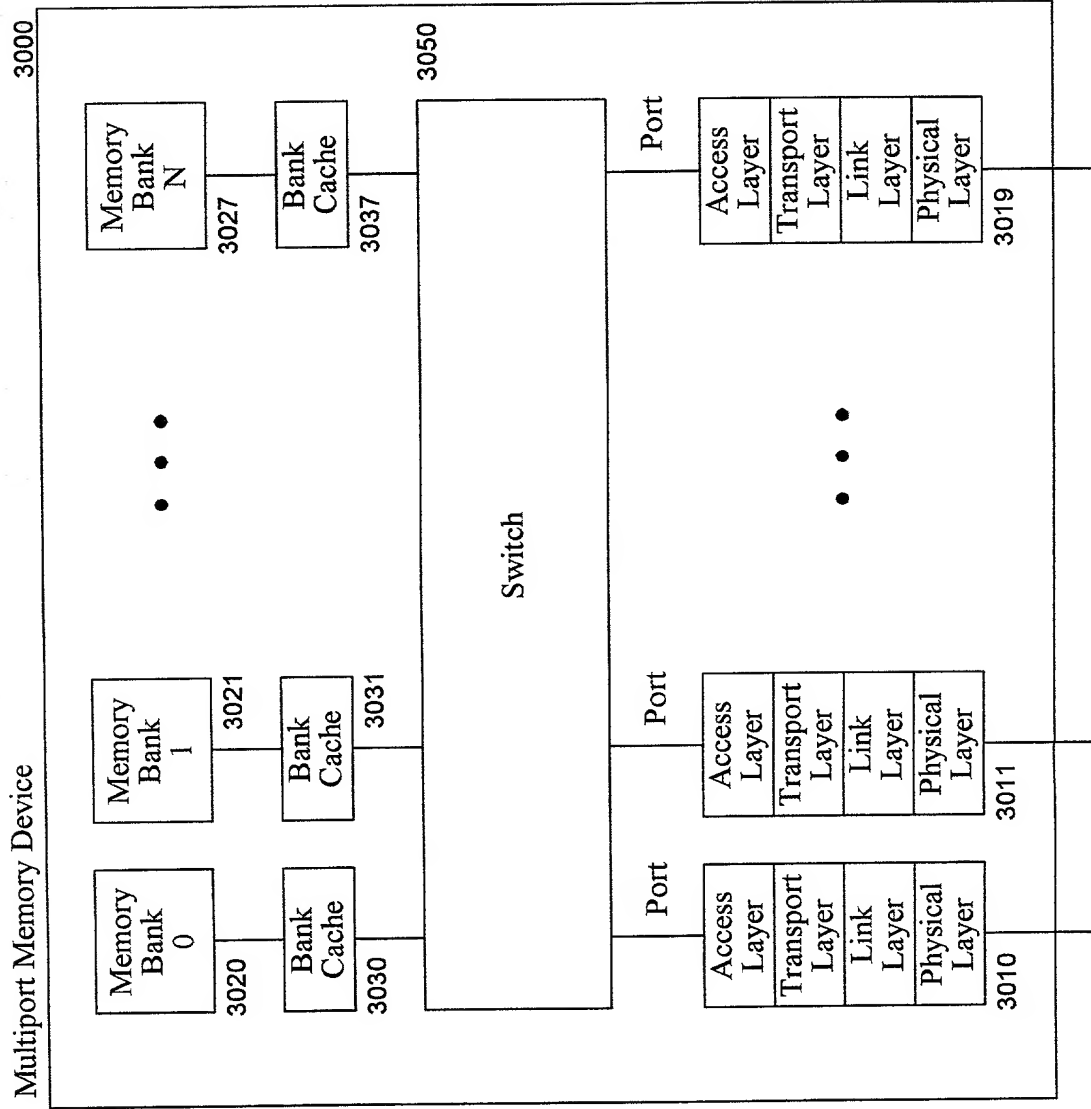 Multiport Memory Device
3000
Memory
Bank
0
Memory
Bank
1
Memory
Bank
N
3020
3021
3027
Bank
Cache
Bank
Cache
Bank
Cache
3030
3031
3037
3050
Switch
Port
Port
Port
Access
Layer
Transport
Layer
Link
Layer
Physical
Layer
3010
Access
Layer
Transport
Layer
Link
Layer
Physical
Layer
3011
Access
Layer
Transport
Layer
Link
Layer
Physical
Layer
3019